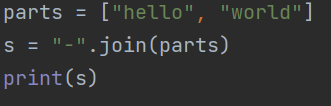 parts = ["hello", "world"]
s = "-".join(parts)
print(s)